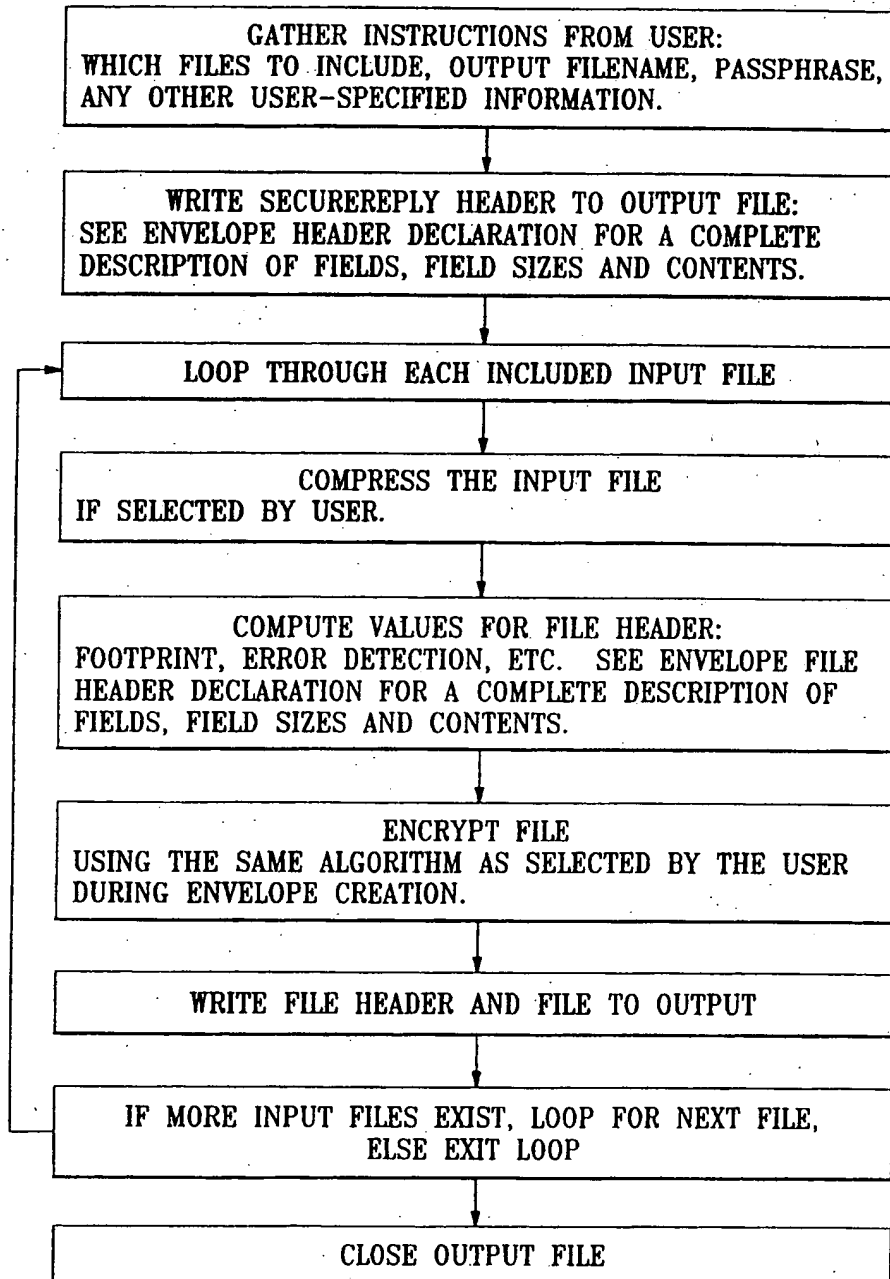 GATHER INSTRUCTIONS FROM USER:
WHICH FILES TO INCLUDE, OUTPUT FILENAME, PASSPHRASE,
ANY OTHER USER-SPECIFIED INFORMATION.
WRITE SECUREREPLY HEADER TO OUTPUT FILE:
SEE ENVELOPE HEADER DECLARATION FOR A COMPLETE
DESCRIPTION OF FIELDS, FIELD SIZES AND CONTENTS.
LOOP THROUGH EACH INCLUDED INPUT FILE
COMPRESS THE INPUT FILE
IF SELECTED BY USER.
COMPUTE VALUES FOR FILE HEADER:
FOOTPRINT, ERROR DETECTION, ETC. SEE ENVELOPE FILE
HEADER DECLARATION FOR A COMPLETE DESCRIPTION OF
FIELDS, FIELD SIZES AND CONTENTS.
ENCRYPT FILE
USING THE SAME ALGORITHM AS SELECTED BY THE USER
DURING ENVELOPE CREATION.
WRITE FILE HEADER AND FILE TO OUTPUT
IF MORE INPUT FILES EXIST, LOOP FOR NEXT FILE,
ELSE EXIT LOOP
CLOSE OUTPUT FILE